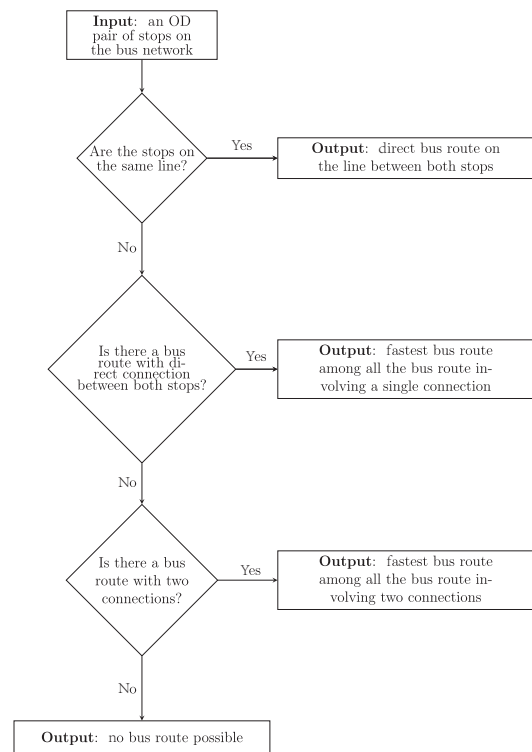 Input: an OD
pair of stops on
the bus network
Are the stops on
the same line?
Yes
Output: direct bus route on
the line between both stops
No
Is there a bus
route with di-
rect connection
between both stops?
Yes
Output: fastest bus route
among all the bus route in-
volving a single connection
No
Is there a bus
route with two
connections?
Yes
Output: fastest bus route
among all the bus route in-
volving two connections
No
Output: no bus route possible